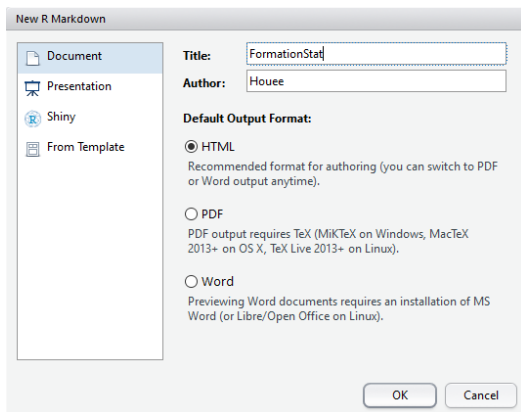 New R Markdown
Document
Presentation
Shiny
From Template
Title: FormationStat
Author: Houee
Default Output Format:
HTML
Recommended format for authoring (you can switch to PDF
or Word output anytime).
PDF
PDF output requires TeX (MiKTeX on Windows, MacTeX
2013+ on OS X, TeX Live 2013+ on Linux).
Word
Previewing Word documents requires an installation of MS
Word (or Libre/Open Office on Linux).
OK Cancel